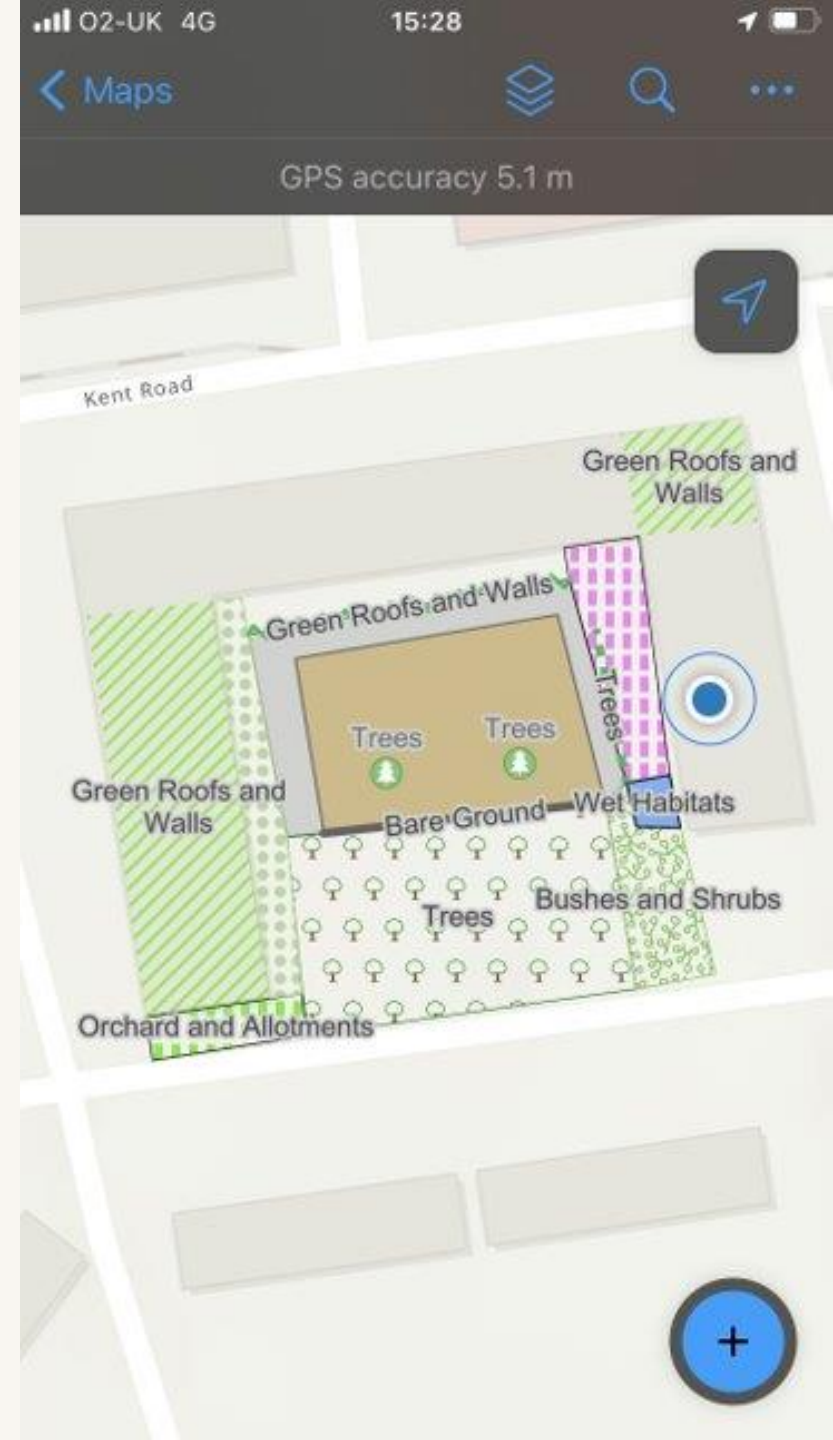 O2-UK 4G 15:28
Maps
GPS accuracy 5.1 m
Kent Road
Green Roofs and
Walls
Green Roofs and Walls
Trees
Trees
Trees
Green Roofs and
Walls
Bare Ground
Wet Habitats
Trees
Bushes and Shrubs
Orchard and Allotments